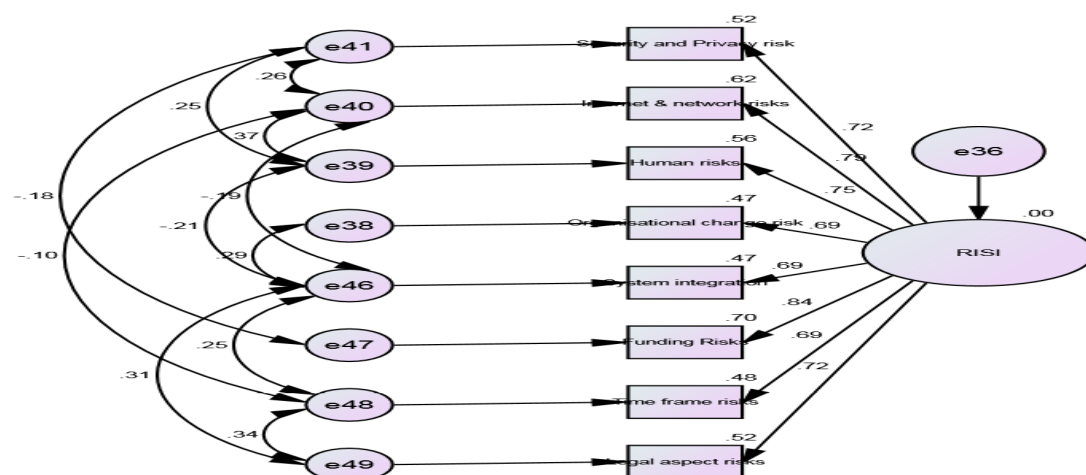 .52
e41
Security and Privacy risk
.26
.62
e40
Internet & network risks
.25
.72
.37
.56
.79
e36
e39
Human risks
.75
-.18
-.19
.47
.00
-.21
e38
Organisational change risk
.69
-.10
.29
.47
RISI
e46
System integration
.69
.70
.84
e47
Funding Risks
.25
.69
.31
.48
.72
e48
Time frame risks
.34
.52
e49
Legal aspect risks